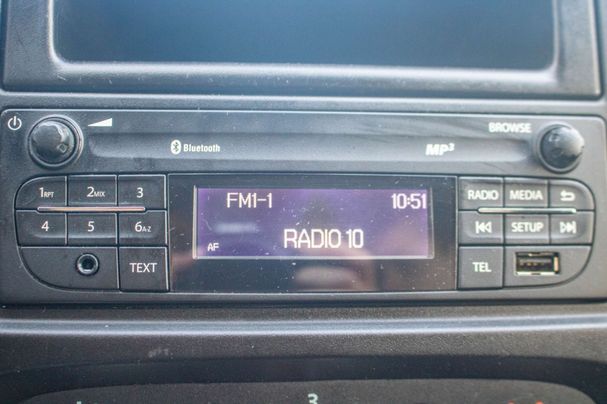 Bluetooth
MP3
BROWSE
1RPT
2MIX
3
FM1-1
10:51
RADIO
MEDIA
4
5
6A-Z
AF
RADIO 10
SETUP
TEXT
TEL
3